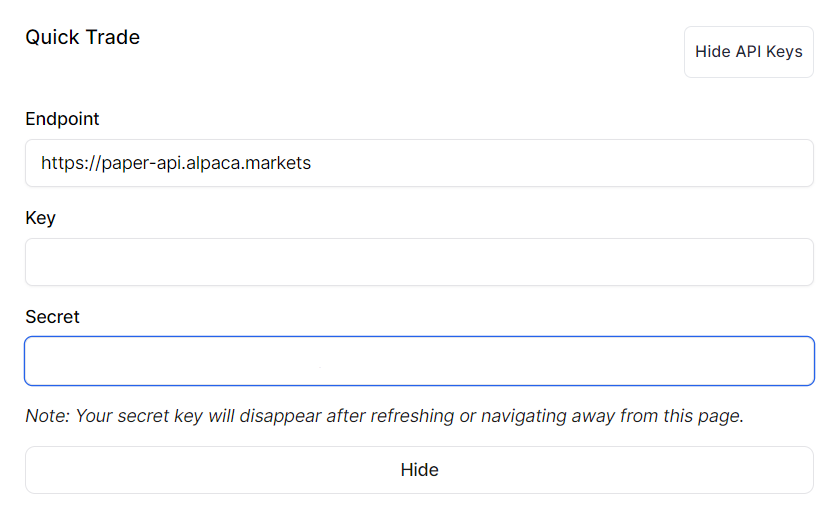 Quick Trade
Hide API Keys
Endpoint
https://paper-api.alpaca.markets
Key
Secret
Note: Your secret key will disappear after refreshing or navigating away from this page.
Hide